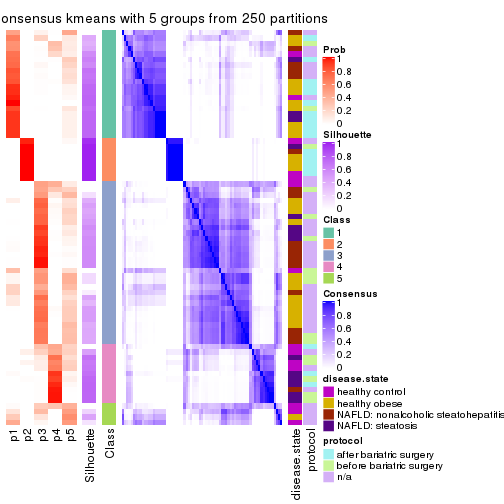 onsensus kmeans with 5 groups from 250 partitions
Prob
1
0.8
0.6
0.4
0.2
0
Silhouette
1
0.8
0.6
0.4
0.2
0
Class
1
2
3
4
5
Consensus
1
0.8
0.6
0.4
0.2
0
disease.state
healthy control
healthy obese
NAFLD: nonalcoholic steatohepatitis
NAFLD: steatosis
protocol
after bariatric surgery
before bariatric surgery
n/a
p1
p2
p3
p4
p5
Silhouette
Class
disease.state
protocol